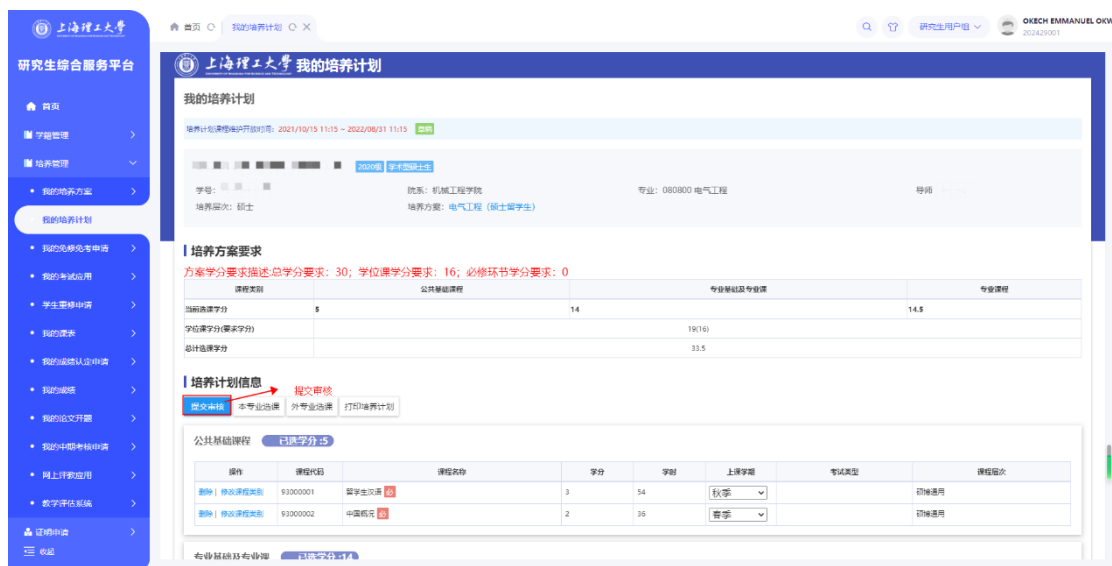 上海理工大学
首页
我的培养计划
研究生用户组
OKECH EMMANUEL OKW
202429001
研究生综合服务平台
首页
学籍管理
培养管理
我的培养方案
我的培养计划
我的免修免考申请
我的考试应用
学生重修申请
我的课表
我的成绩认定申请
我的成绩
我的论文开题
我的中期考核申请
网上评教应用
教学评估系统
证明申请
收起
上海理工大学 我的培养计划
我的培养计划
培养计划课程维护开放时间: 2021/10/15 11:15 ~ 2022/08/31 11:15
2020级 学术型硕士生
学号: 院系: 机械工程学院 专业: 080800 电气工程 导师
培养层次: 硕士 培养方案: 电气工程（硕士留学生）
培养方案要求
方案学分要求描述:总学分要求：30；学位课学分要求：16；必修环节学分要求：0
课程类别 公共基础课程 专业基础及专业课 专业课程
当前选课学分 5 14 14.5
学位课学分(要求学分) 19(16)
总计选课学分 33.5
培养计划信息
提交审核
提交审核 本专业选课 外专业选课 打印培养计划
公共基础课程 已选学分:5
操作 课程代码 课程名称 学分 学时 上课学期 考试类型 课程层次
删除 | 修改课程类别 93000001 留学生汉语 必 3 54 秋季 硕博通用
删除 | 修改课程类别 93000002 中国概况 必 2 36 春季 硕博通用
专业基础及专业课 已选学分:14